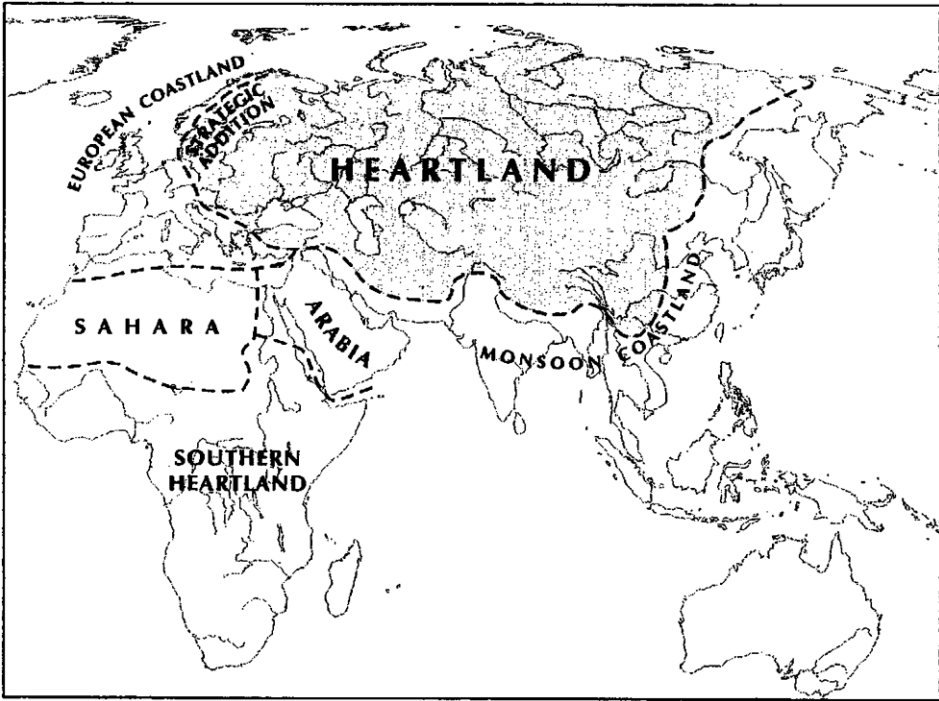 EUROPEAN COASTLAND
STRATEGIC
ADDITION
HEARTLAND
SAHARA
ARABIA
MONSOON COASTLAND
SOUTHERN
HEARTLAND